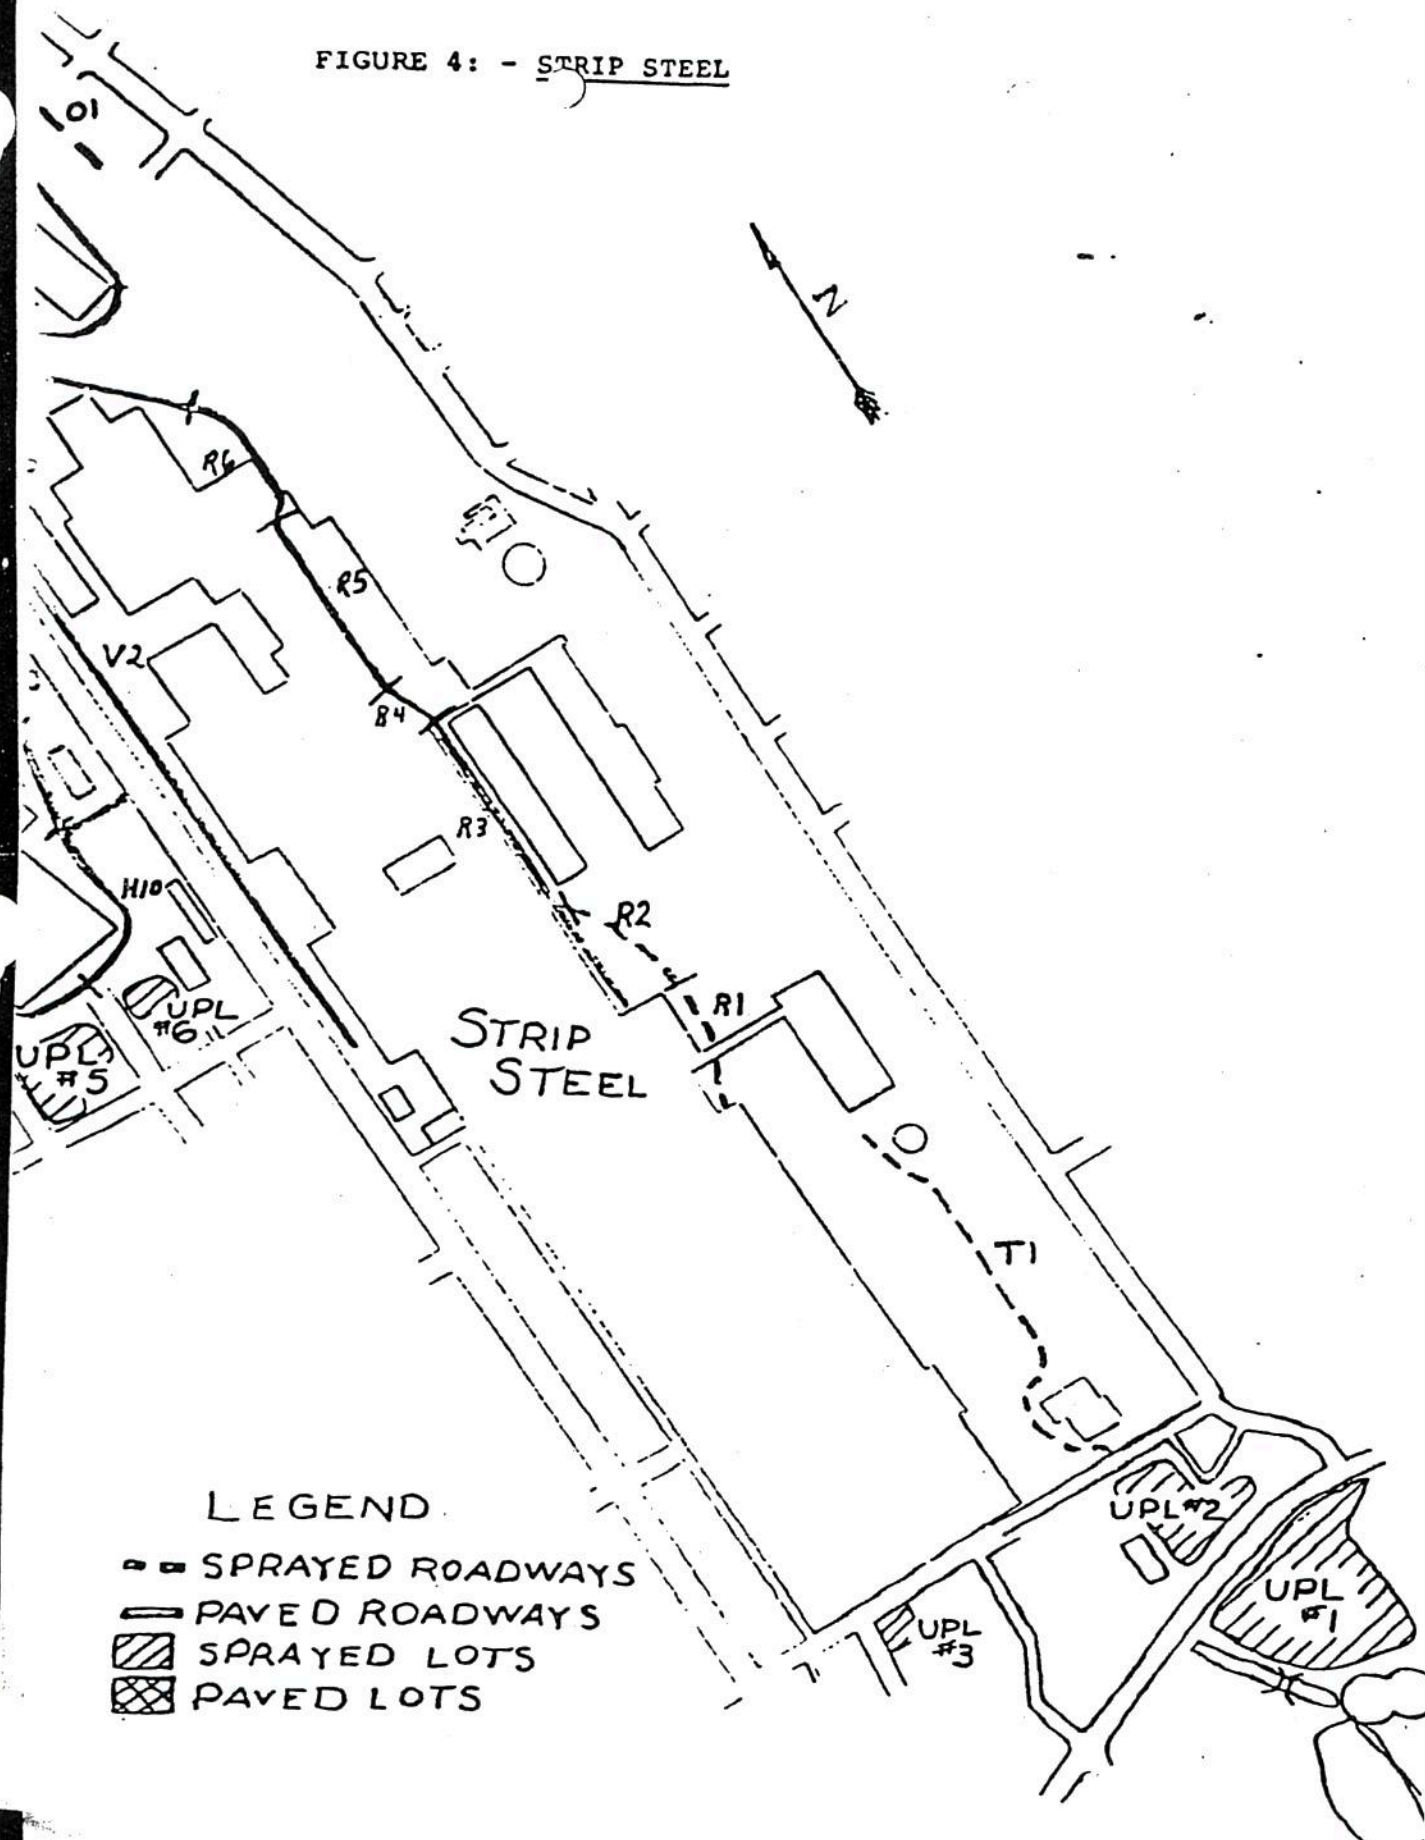 FIGURE 4: - STRIP STEEL
01
N
R6
R5
V2
B4
R3
H10
R2
R1
UPL
#6
UPL
#5
STRIP
STEEL
T1
UPL#2
UPL
#1
UPL
#3
LEGEND
SPRAYED ROADWAYS
PAVED ROADWAYS
SPRAYED LOTS
PAVED LOTS